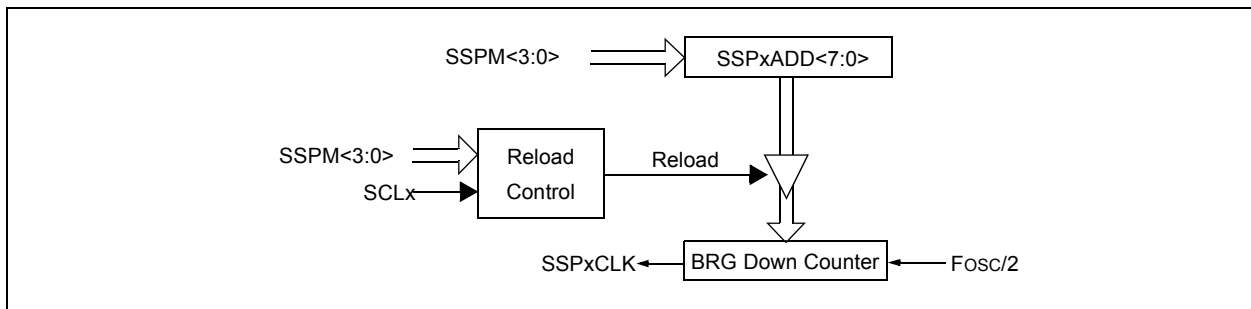 SSPM<3:0>
SSPxADD<7:0>
SSPM<3:0>
Reload
Control
Reload
SCLx
SSPxCLK
BRG Down Counter
FOSC/2